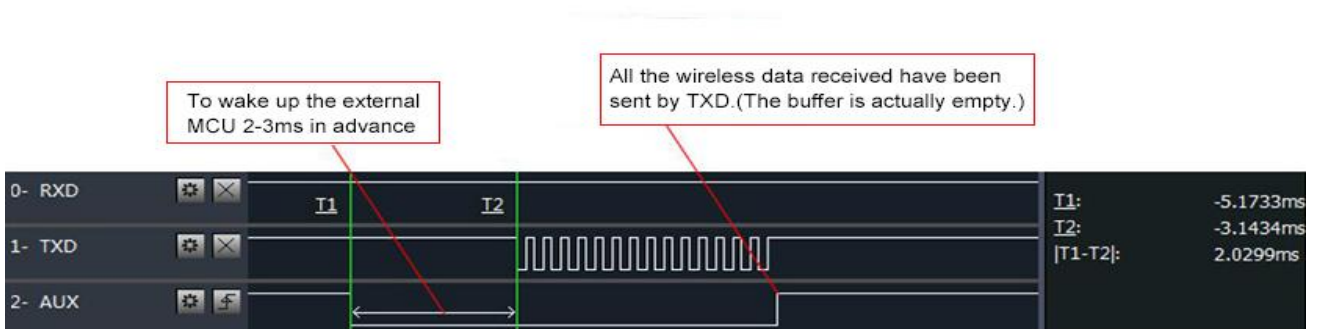 To wake up the external
MCU 2-3ms in advance
All the wireless data received have been
sent by TXD.(The buffer is actually empty.)
0- RXD
T1 T2
1- TXD
2- AUX
T1: -5.1733ms
T2: -3.1434ms
|T1-T2|: 2.0299ms